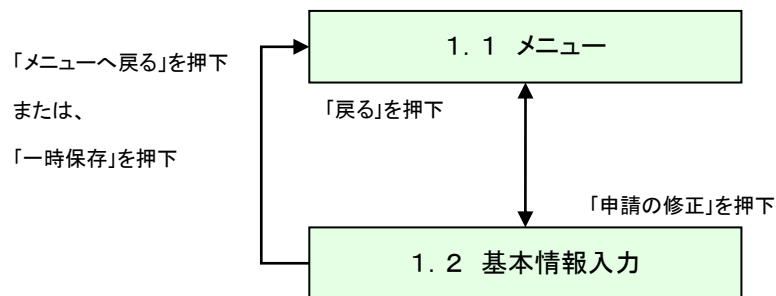 1.1 メニュー
「メニューへ戻る」を押下
または、
「一時保存」を押下
「戻る」を押下
「申請の修正」を押下
1.2 基本情報入力